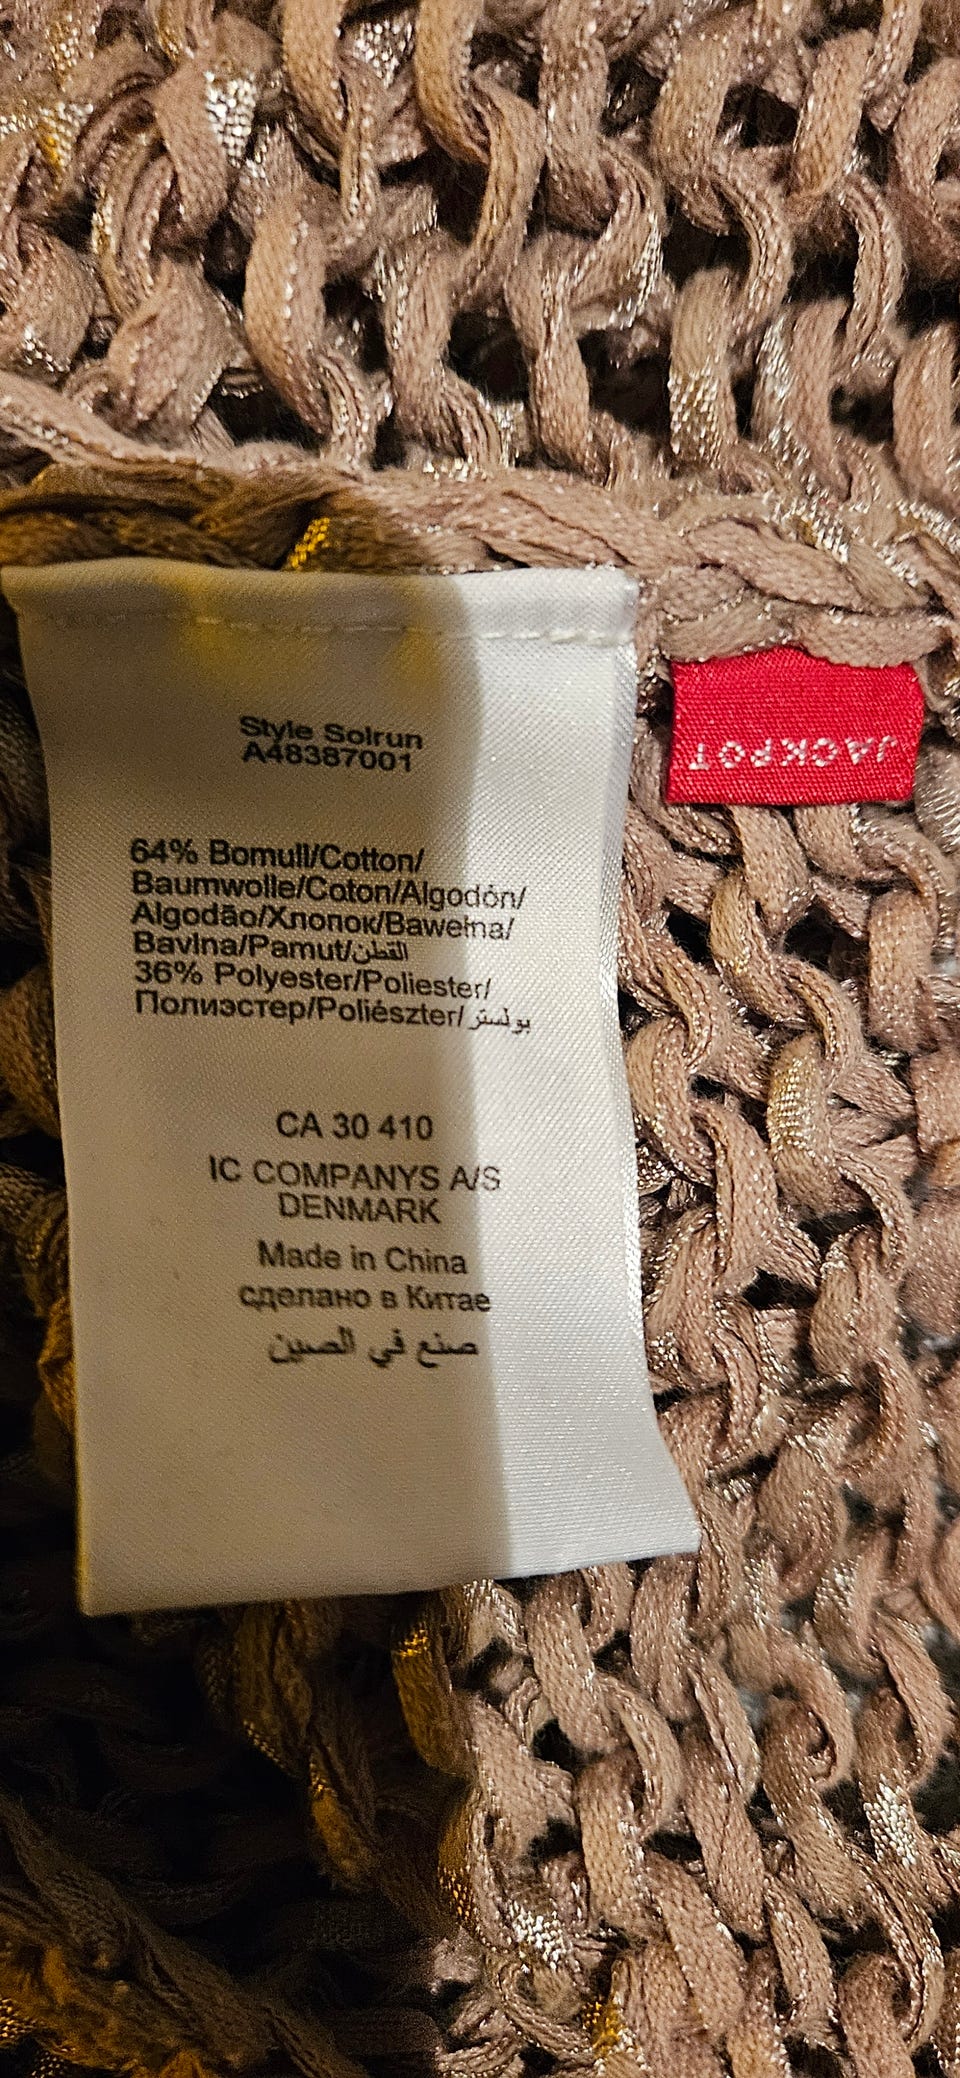 Style Solrun
A48387001
64% Bomull/Cotton/
Baumwolle/Coton/Algodón/
Algodão/Хлопок/Bawełna/
Bavlna/Pamut/القطن
36% Polyester/Poliester/
Полиэстер/Poliészter/بولستر
CA 30 410
IC COMPANYS A/S
DENMARK
Made in China
сделано в Китае
صنع في الصين
JACKPOT